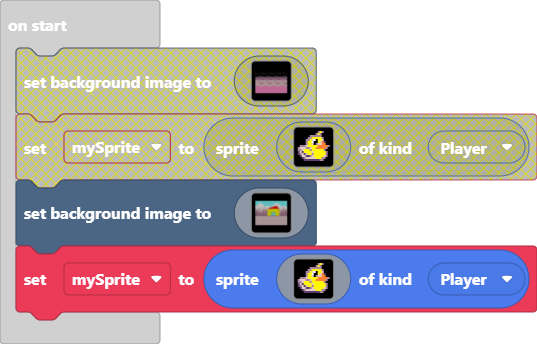 on start
set background image to
set mySprite to sprite of kind Player
set background image to
set mySprite to sprite of kind Player